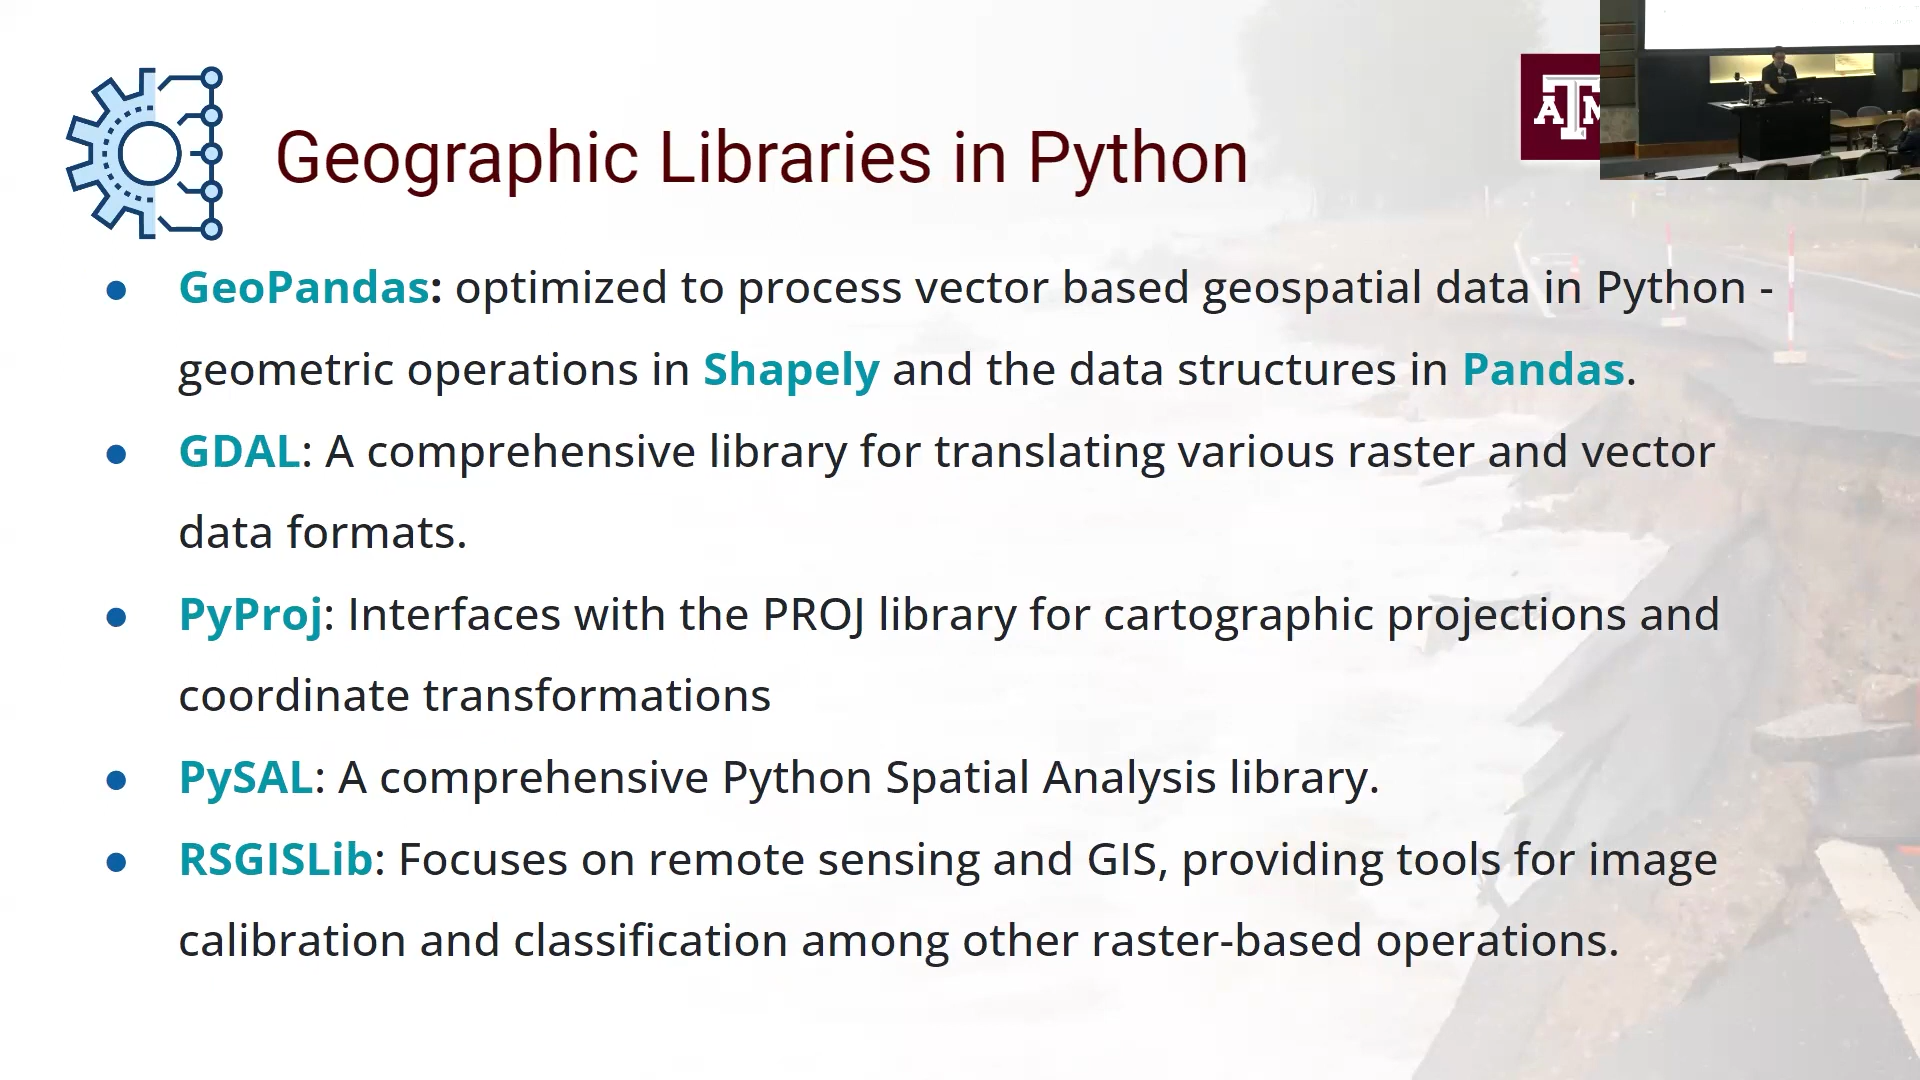 ATM
Geographic Libraries in Python
GeoPandas: optimized to process vector based geospatial data in Python -
geometric operations in Shapely and the data structures in Pandas.
GDAL: A comprehensive library for translating various raster and vector
data formats.
PyProj: Interfaces with the PROJ library for cartographic projections and
coordinate transformations
PySAL: A comprehensive Python Spatial Analysis library.
RSGISLib: Focuses on remote sensing and GIS, providing tools for image
calibration and classification among other raster-based operations.